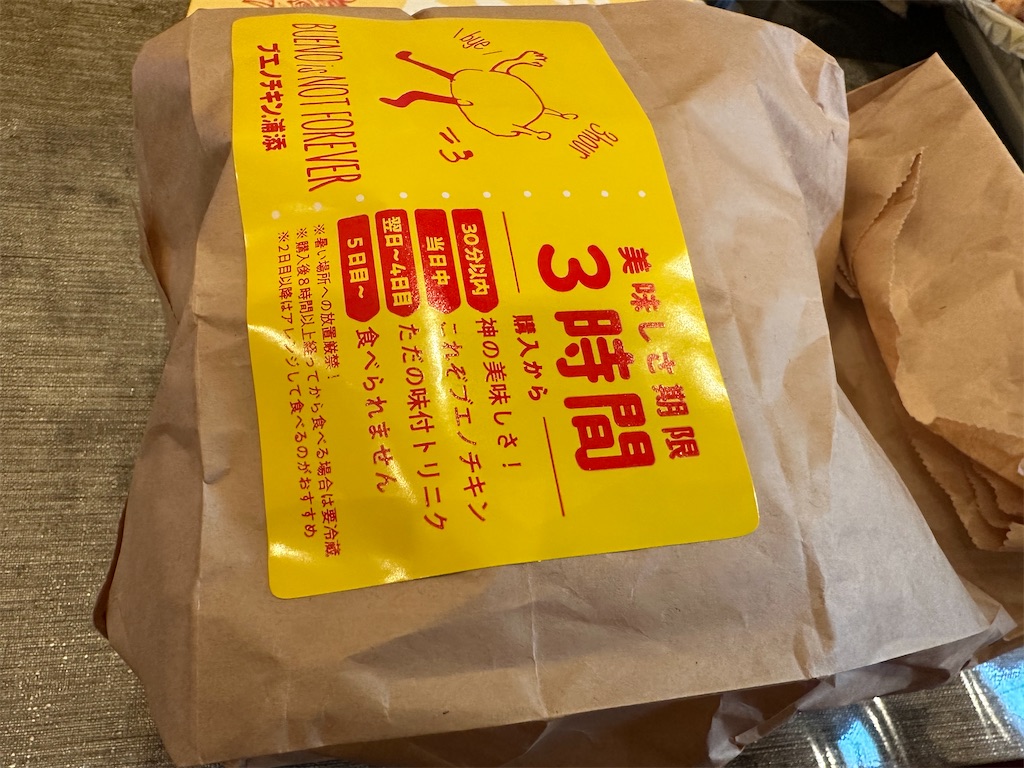 美味しさ期限
3時間
購入から
30分以内 神の美味しさ!
当日中 これぞブエノチキン
翌日〜4日目 ただの味付トリニク
5日目〜 食べられません
※暑い場所への放置厳禁!
※購入後8時間以上経ってから食べる場合は要冷蔵
※2日目以降はアレンジして食べるのがおすすめ
\bye/
=3
BUENO is NOT FOREVER
ブエノチキン浦添